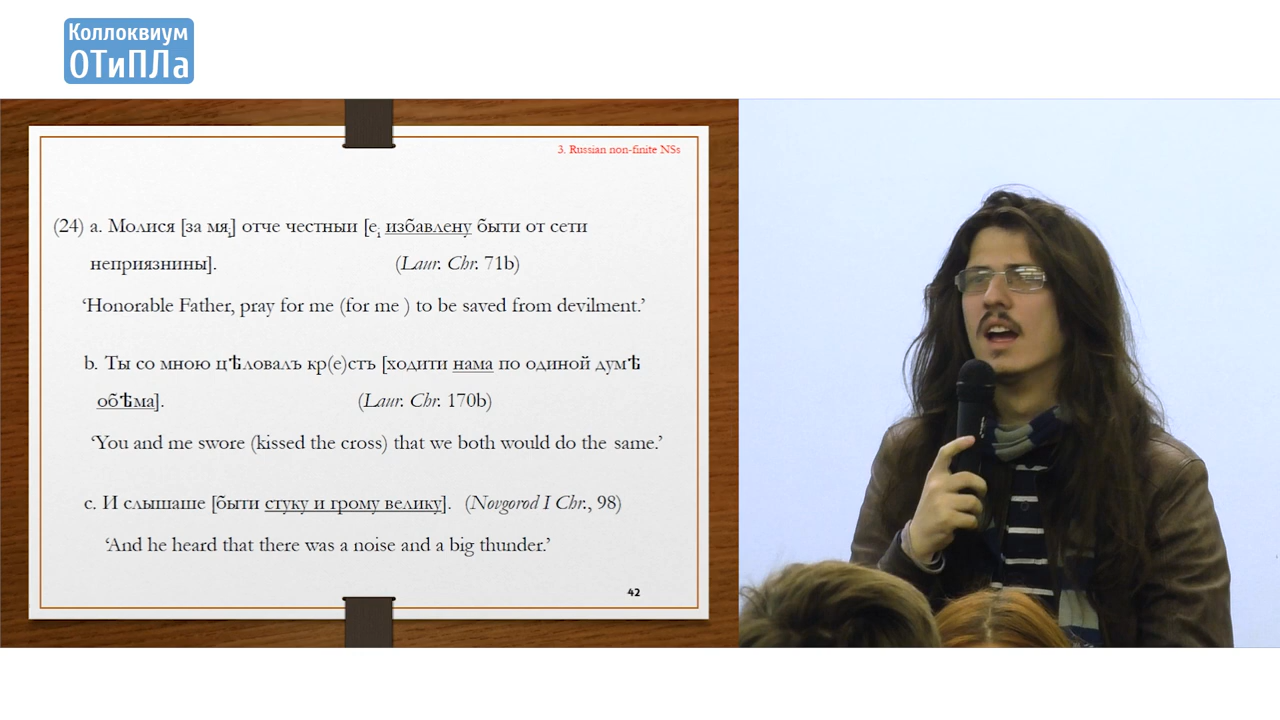 Коллоквиум
ОТиПЛа
3. Russian non-finite NSs
(24) a. Молися [за мяᵢ] отче честныи [eᵢ избавлену быти от сети
неприязнины]. (Laur. Chr. 71b)
‘Honorable Father, pray for me (for me ) to be saved from devilment.’
b. Ты со мною цѣловалъ кр(е)стъ [ходити нама по одиной думѣ
обѣма]. (Laur. Chr. 170b)
‘You and me swore (kissed the cross) that we both would do the same.’
c. И слышаше [быти стуку и грому велику]. (Novgorod I Chr., 98)
‘And he heard that there was a noise and a big thunder.’
42